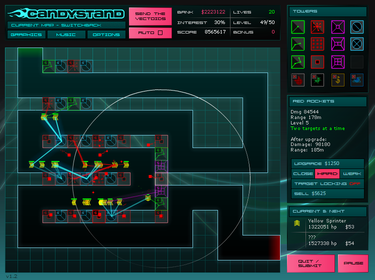 CANDYSTAND
CURRENT MAP : SWITCHBACK
GRAPHICS
MUSIC
OPTIONS
SEND THE
VECTOIDS
AUTO
BANK $2222122
INTEREST 30%
SCORE 8565617
LIVES 20
LEVEL 49/50
BONUS 0
TOWERS
RED ROCKETS
Dmg 84544
Range 170m
Level 5
Two targets at a time
After upgrade:
Damage: 98180
Range: 185m
UPGRADE $1250
CLOSE
HARD
WEAK
TARGET LOCKING OFF
SELL $5625
CURRENT & NEXT
Yellow Sprinter
1322051 hp $53
???
1527338 hp $54
QUIT /
SUBMIT
PAUSE
v1.2